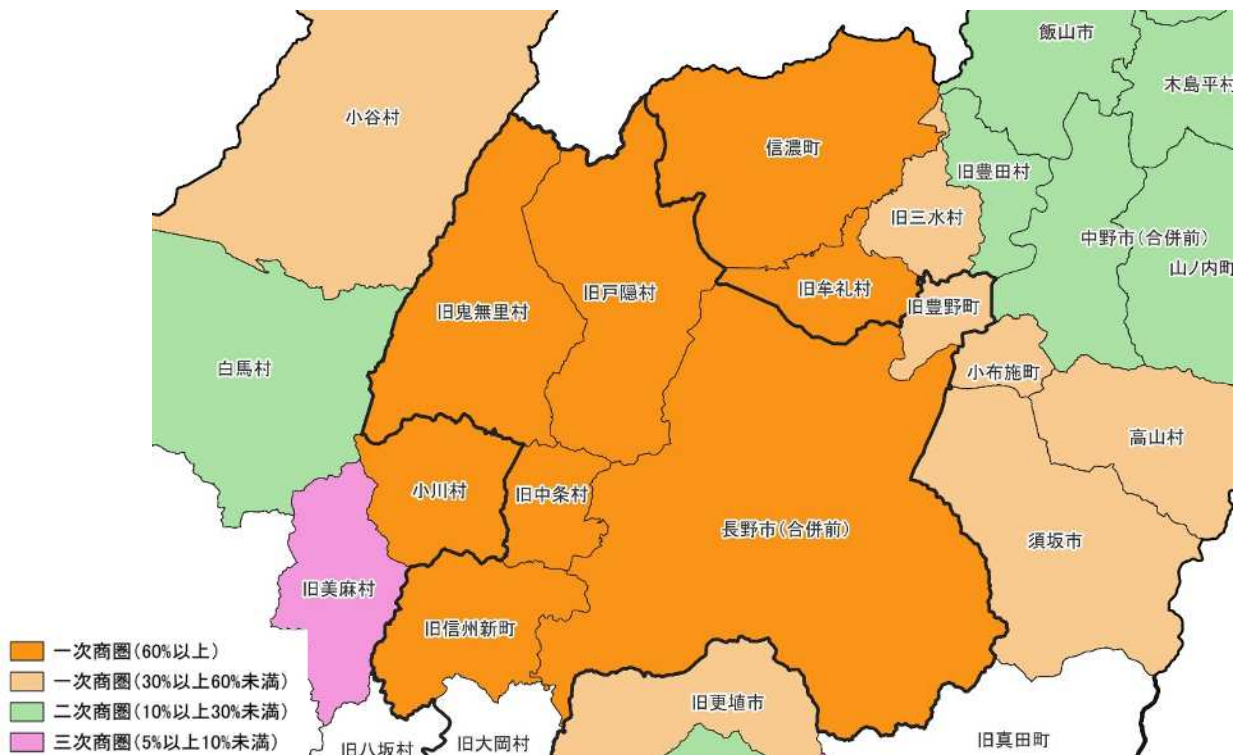 飯山市
木島平村
小谷村
信濃町
旧豊田村
旧三水村
中野市(合併前)
山ノ内町
旧戸隠村
旧牟礼村
旧鬼無里村
旧豊野町
白馬村
小布施町
高山村
小川村
旧中条村
長野市(合併前)
須坂市
旧美麻村
旧信州新町
旧更埴市
旧八坂村
旧大岡村
旧真田町
一次商圏(60%以上)
一次商圏(30%以上60%未満)
二次商圏(10%以上30%未満)
三次商圏(5%以上10%未満)